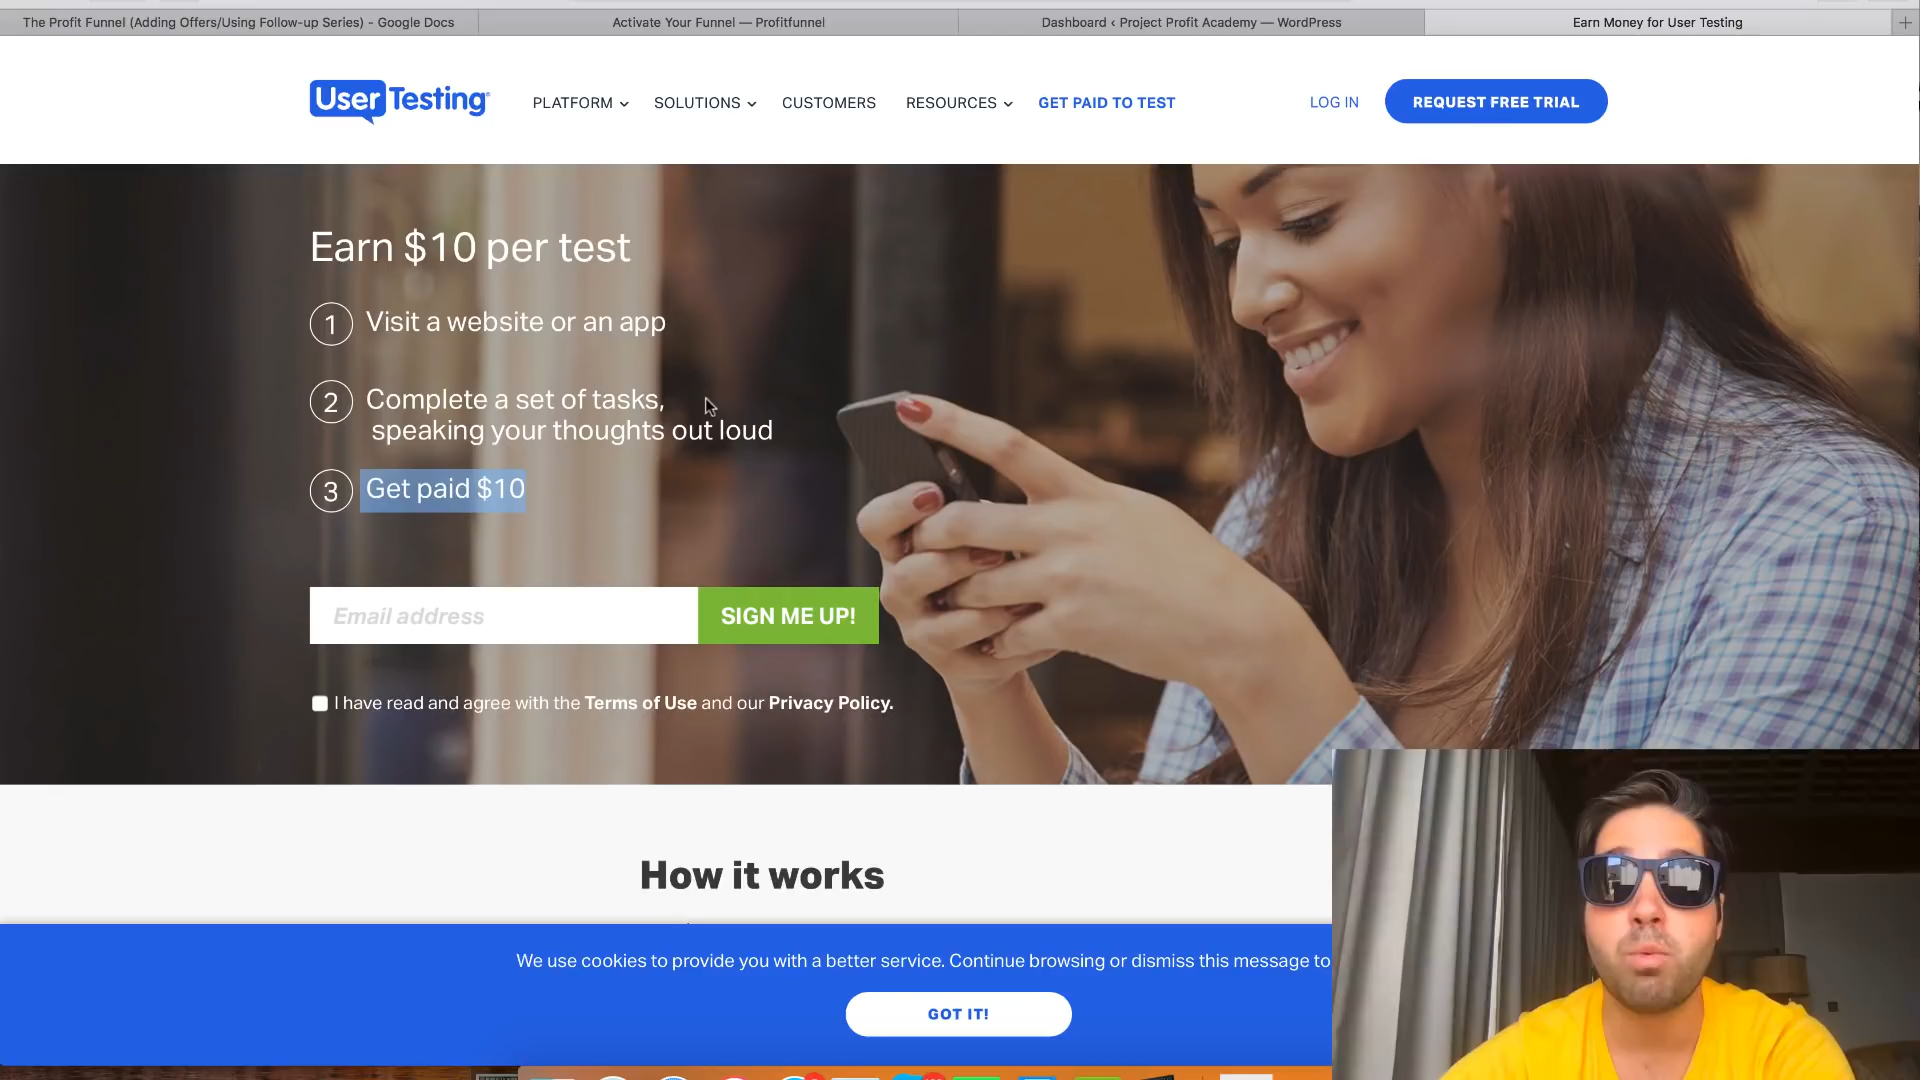 The Profit Funnel (Adding Offers/Using Follow-up Series) - Google Docs
Activate Your Funnel — Profitfunnel
Dashboard ‹ Project Profit Academy — WordPress
Earn Money for User Testing
UserTesting
PLATFORM
SOLUTIONS
CUSTOMERS
RESOURCES
GET PAID TO TEST
LOG IN
REQUEST FREE TRIAL
Earn $10 per test
1 Visit a website or an app
2 Complete a set of tasks,
speaking your thoughts out loud
3 Get paid $10
Email address
SIGN ME UP!
I have read and agree with the Terms of Use and our Privacy Policy.
How it works
We use cookies to provide you with a better service. Continue browsing or dismiss this message to
GOT IT!